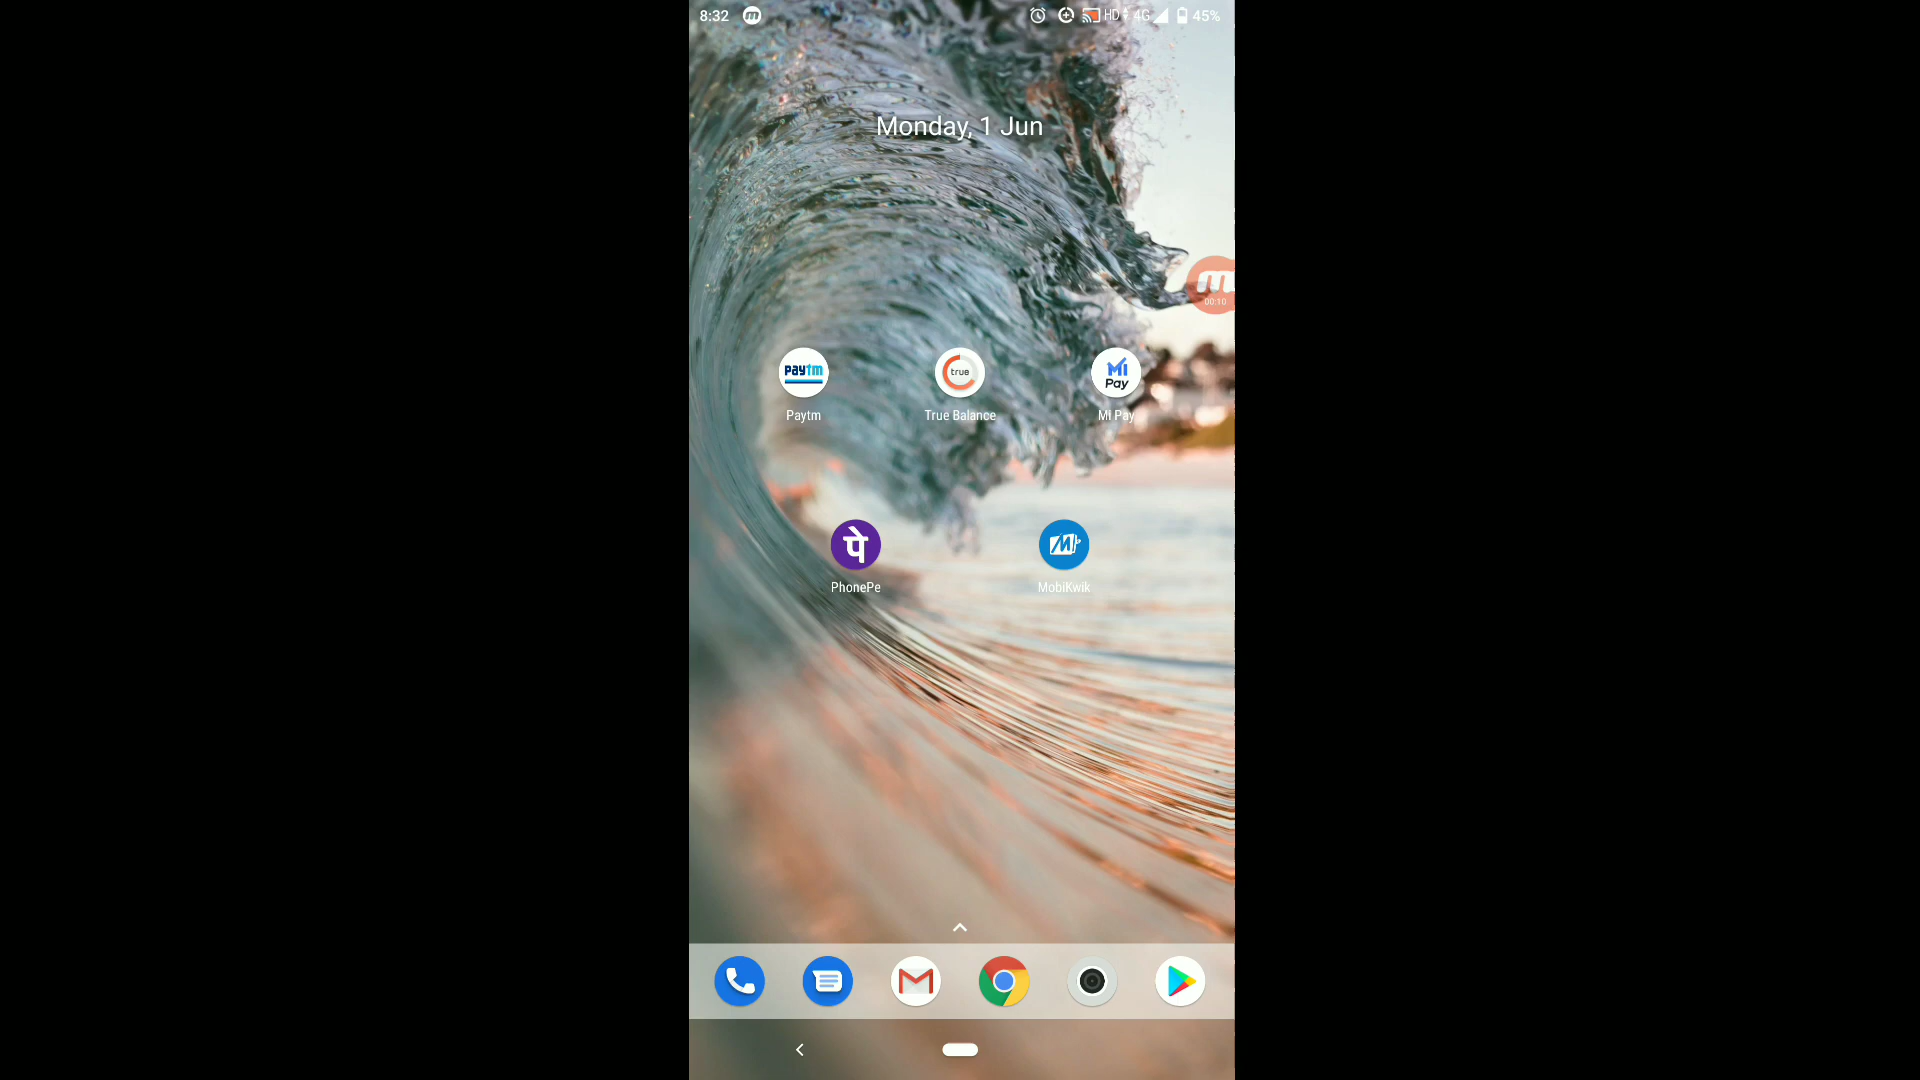 8:32 m HD 4G 45%
Monday, 1 Jun
m
00:10
paytm true MI Pay
Paytm True Balance Mi Pay
पे
PhonePe MobiKwik